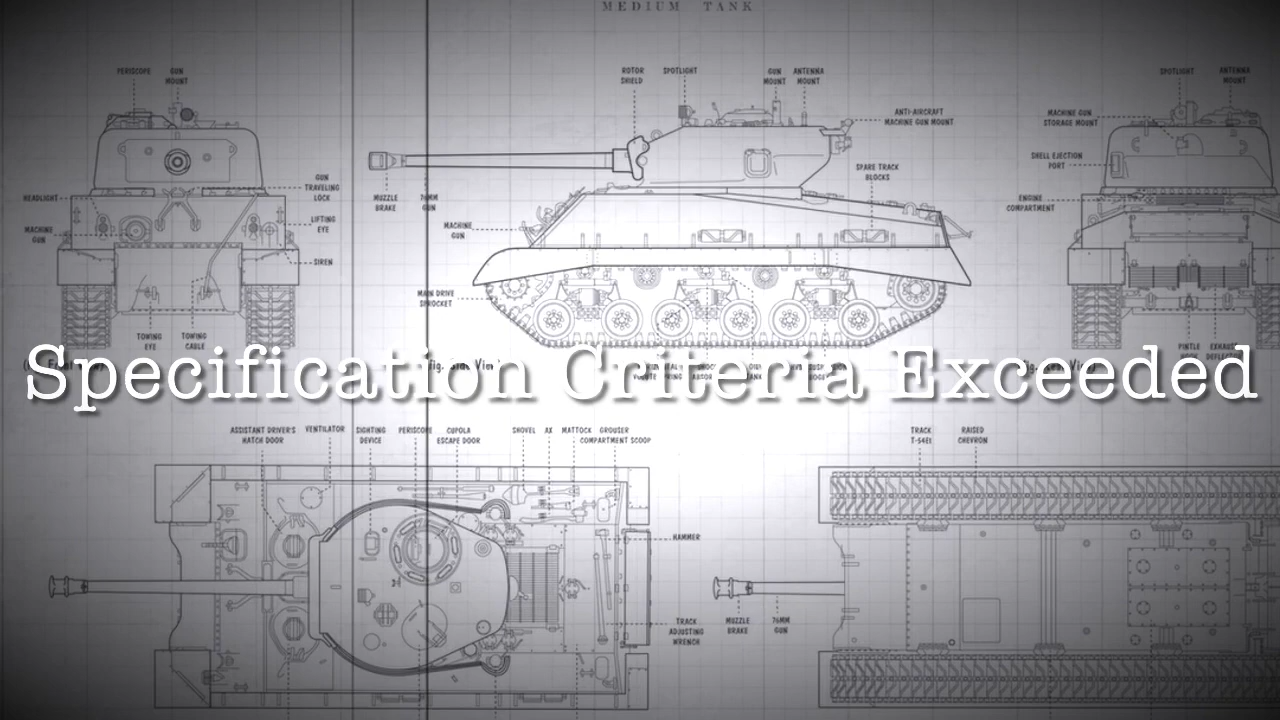 MEDIUM TANK
PERISCOPE
GUN
MOUNT
ROTOR
SHIELD
SPOTLIGHT
GUN
MOUNT
ANTENNA
MOUNT
SPOTLIGHT
ANTENNA
MOUNT
ANTI-AIRCRAFT
MACHINE GUN MOUNT
MACHINE GUN
STORAGE MOUNT
SHELL EJECTION
PORT
SPARE TRACK
BLOCKS
GUN
TRAVELING
LOCK
HEADLIGHT
MUZZLE
BRAKE
76MM
GUN
ENGINE
COMPARTMENT
LIFTING
EYE
MACHINE
GUN
MACHINE
GUN
SIREN
MAIN DRIVE
SPROCKET
TOWING
EYE
TOWING
CABLE
PINTLE
EXHAUST
Specification Criteria Exceeded
ASSISTANT DRIVER'S
HATCH DOOR
VENTILATOR
SIGHTING
DEVICE
PERISCOPE
CUPOLA
ESCAPE DOOR
SHOVEL
AX
MATTOCK
GROUSER
COMPARTMENT SCOOP
TRACK
T-54E1
RAISED
CHEVRON
HAMMER
TRACK
ADJUSTING
WRENCH
MUZZLE
BRAKE
76MM
GUN